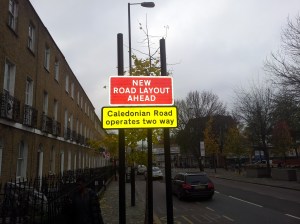 NEW
ROAD LAYOUT
AHEAD
Caledonian Road
operates two way